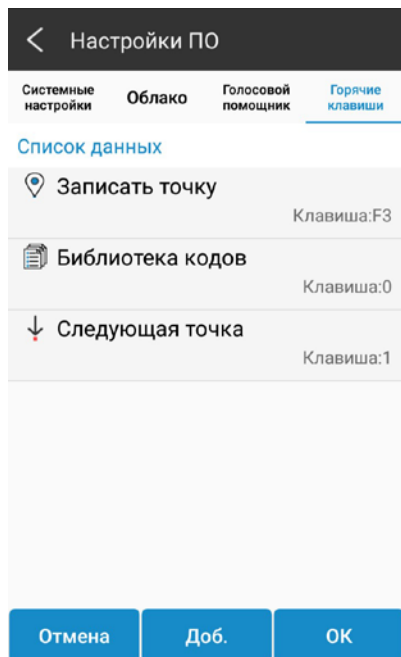 Настройки ПО
Системные настройки
Облако
Голосовой помощник
Горячие клавиши
Список данных
Записать точку
Клавиша:F3
Библиотека кодов
Клавиша:0
Следующая точка
Клавиша:1
Отмена
Доб.
ОК